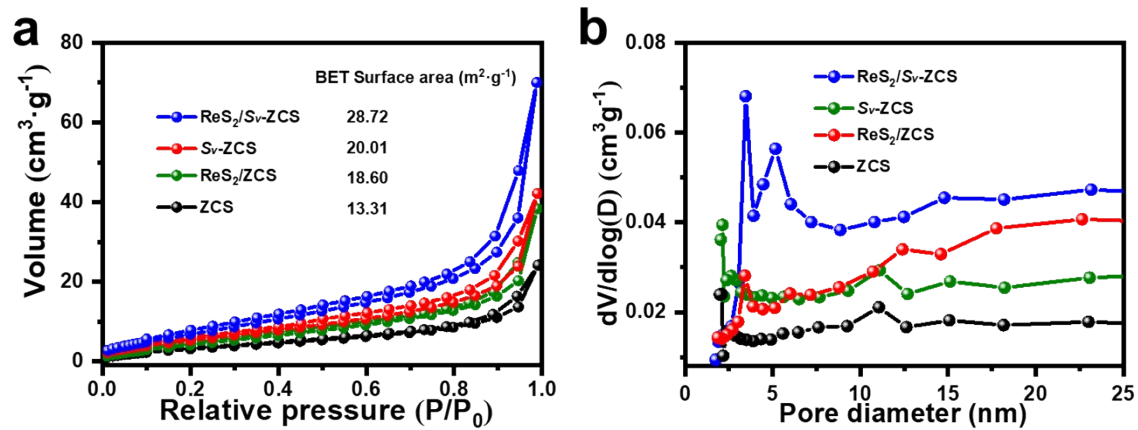 a
80
60
40
20
0
Volume (cm³·g⁻¹)
BET Surface area (m²·g⁻¹)
ReS₂/Sv-ZCS 28.72
Sv-ZCS 20.01
ReS₂/ZCS 18.60
ZCS 13.31
0.0 0.2 0.4 0.6 0.8 1.0
Relative pressure (P/P₀)
b
0.08
0.06
0.04
0.02
dV/dlog(D) (cm³g⁻¹)
ReS₂/Sv-ZCS
Sv-ZCS
ReS₂/ZCS
ZCS
0 5 10 15 20 25
Pore diameter (nm)